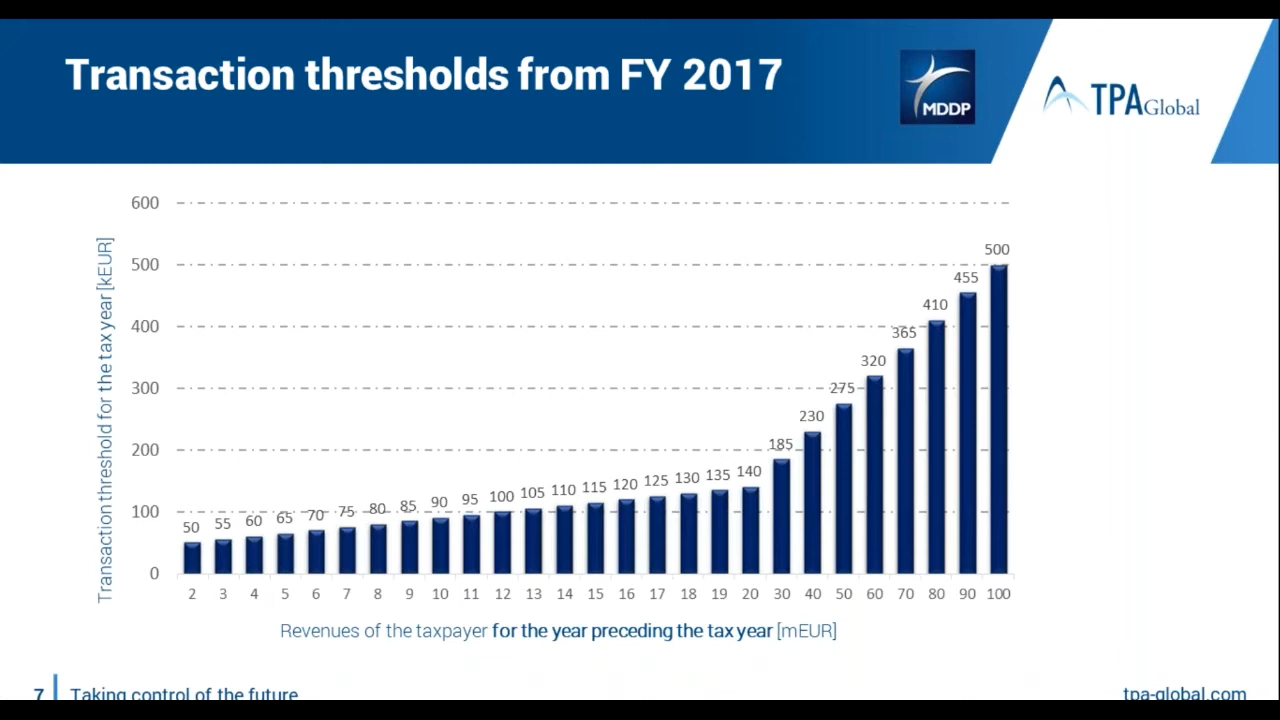 Transaction thresholds from FY 2017
MDDP
TPA Global
Transaction threshold for the tax year [kEUR]
600
500
400
300
200
100
0
50 55 60 65 70 75 80 85 90 95 100 105 110 115 120 125 130 135 140 185 230 275 320 365 410 455 500
2 3 4 5 6 7 8 9 10 11 12 13 14 15 16 17 18 19 20 30 40 50 60 70 80 90 100
Revenues of the taxpayer for the year preceding the tax year [mEUR]
7 Taking control of the future
tpa-global.com